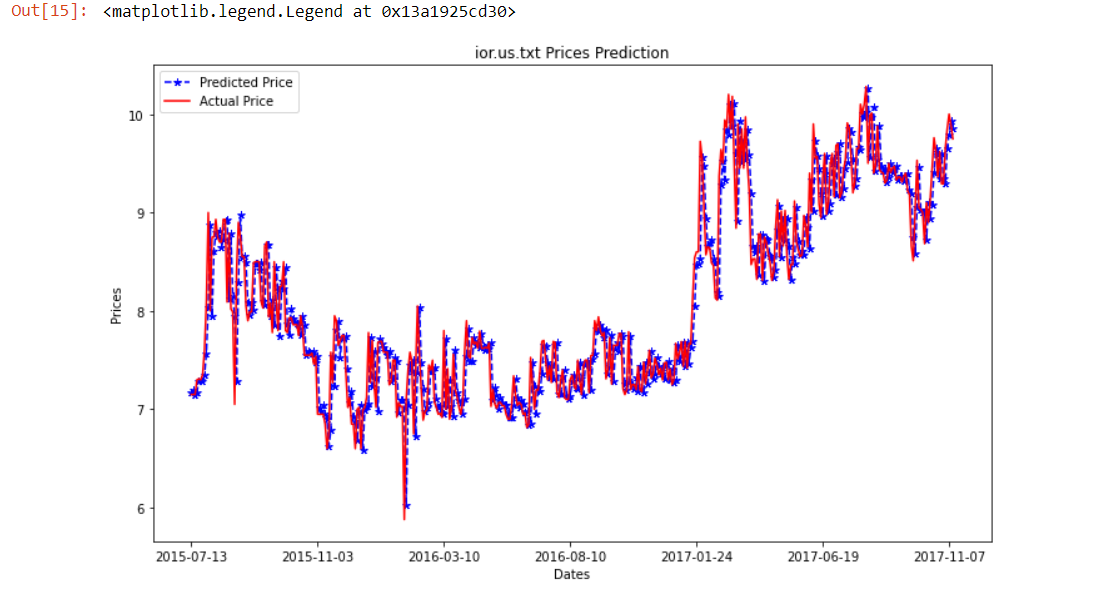 Out[15]: <matplotlib.legend.Legend at 0x13a1925cd30>
ior.us.txt Prices Prediction
Predicted Price
Actual Price
10
9
8
7
6
Prices
2015-07-13 2015-11-03 2016-03-10 2016-08-10 2017-01-24 2017-06-19 2017-11-07
Dates